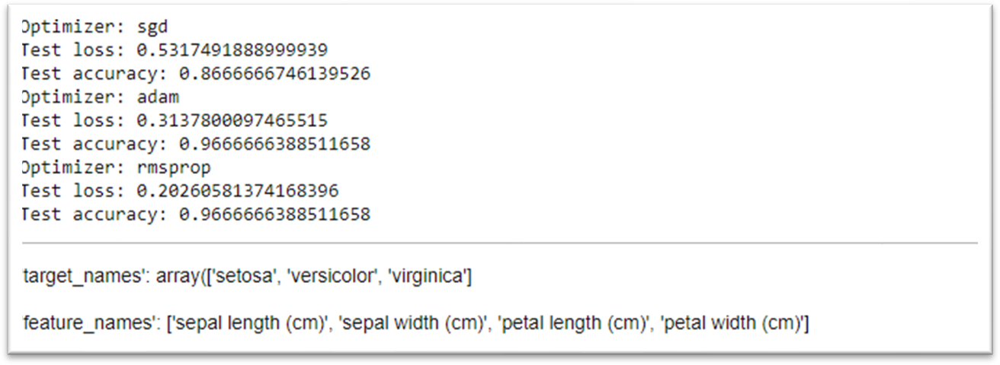 Optimizer: sgd
Test loss: 0.5317491888999939
Test accuracy: 0.8666666746139526
Optimizer: adam
Test loss: 0.3137800097465515
Test accuracy: 0.9666666388511658
Optimizer: rmsprop
Test loss: 0.20260581374168396
Test accuracy: 0.9666666388511658
target_names': array(['setosa', 'versicolor', 'virginica']
feature_names': ['sepal length (cm)', 'sepal width (cm)', 'petal length (cm)', 'petal width (cm)']